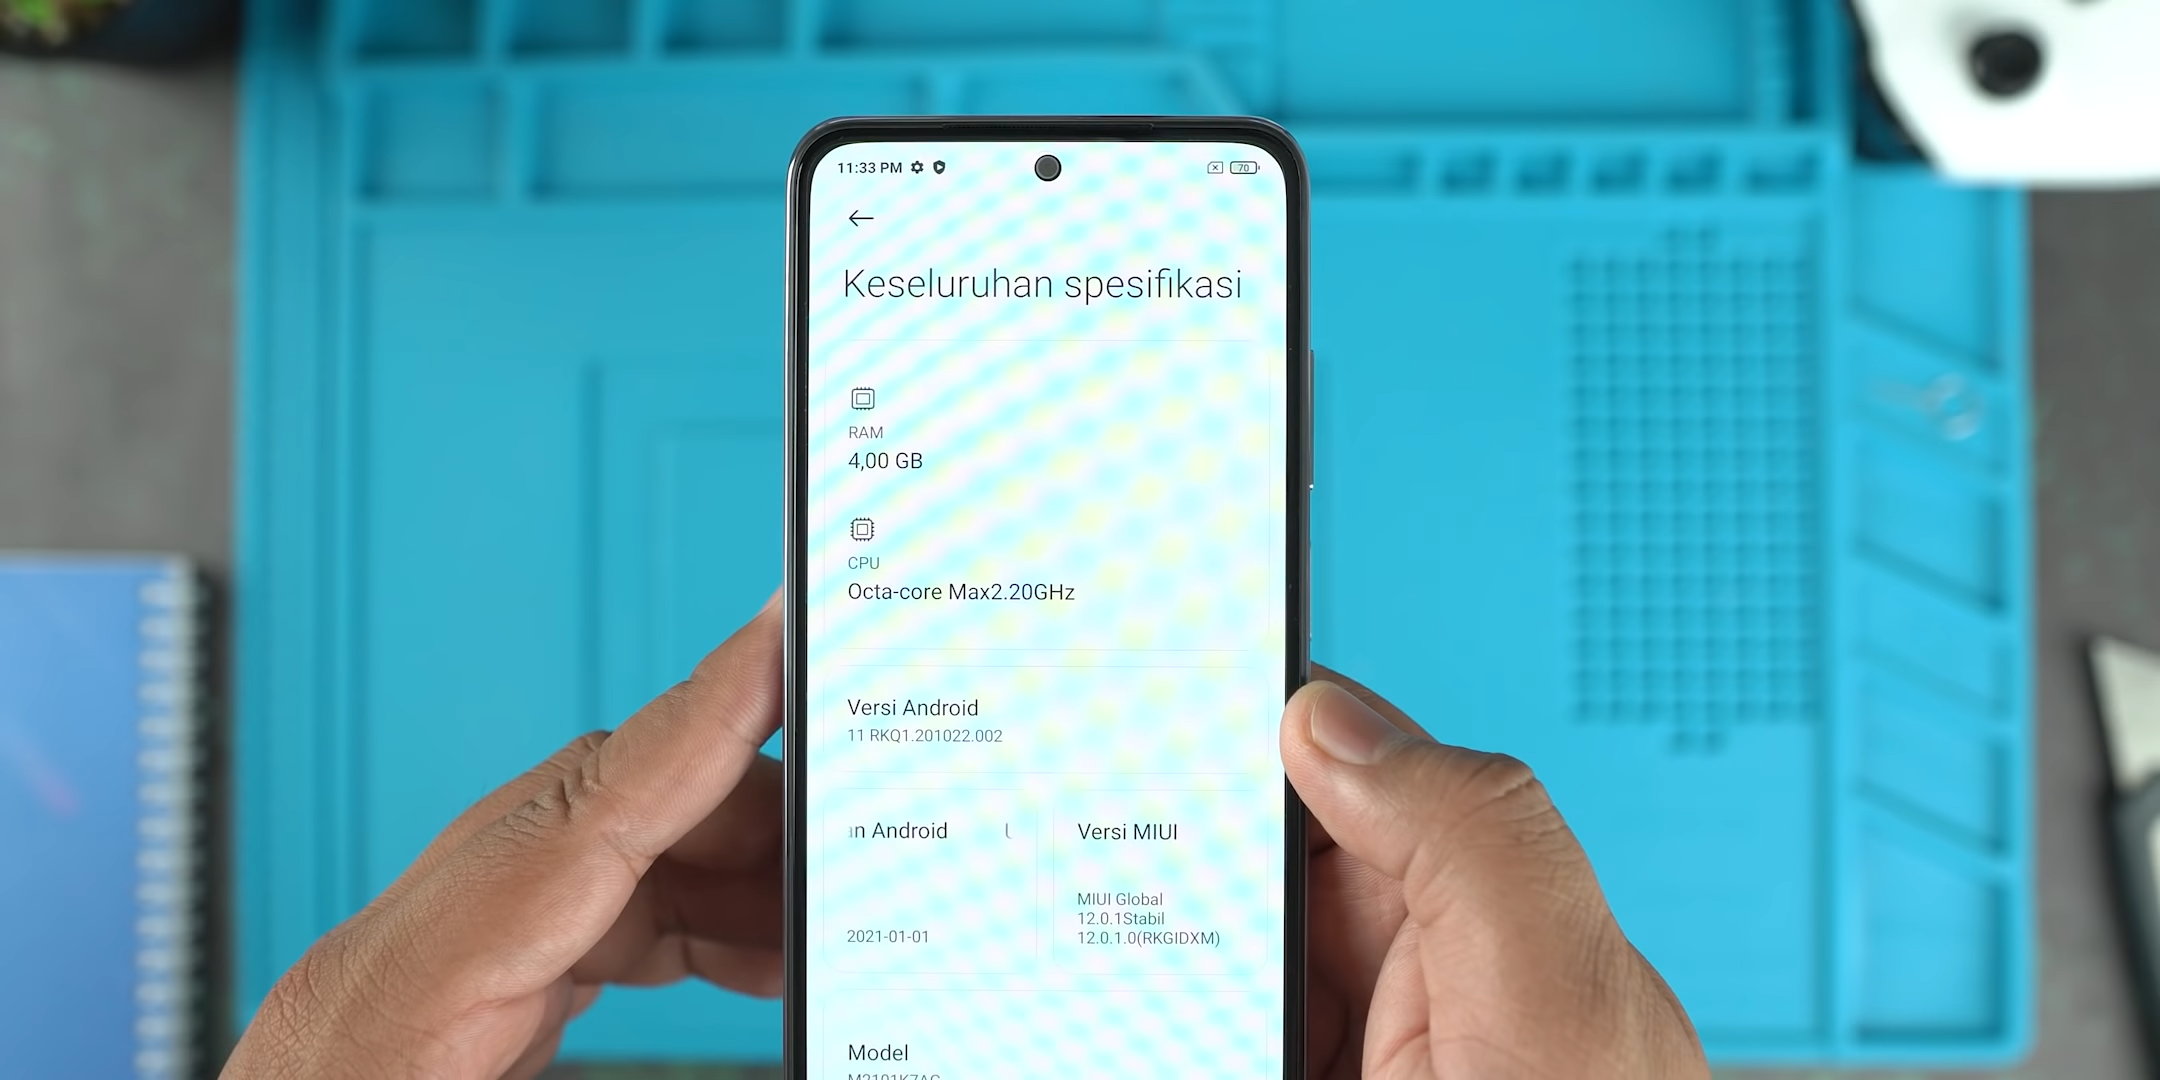 11:33 PM 70
Keseluruhan spesifikasi
RAM
4,00 GB
CPU
Octa-core Max2.20GHz
Versi Android
11 RKQ1.201022.002
n Android
Versi MIUI
MIUI Global
12.0.1Stabil
2021-01-01
12.0.1.0(RKGIDXM)
Model
M2101K7AG